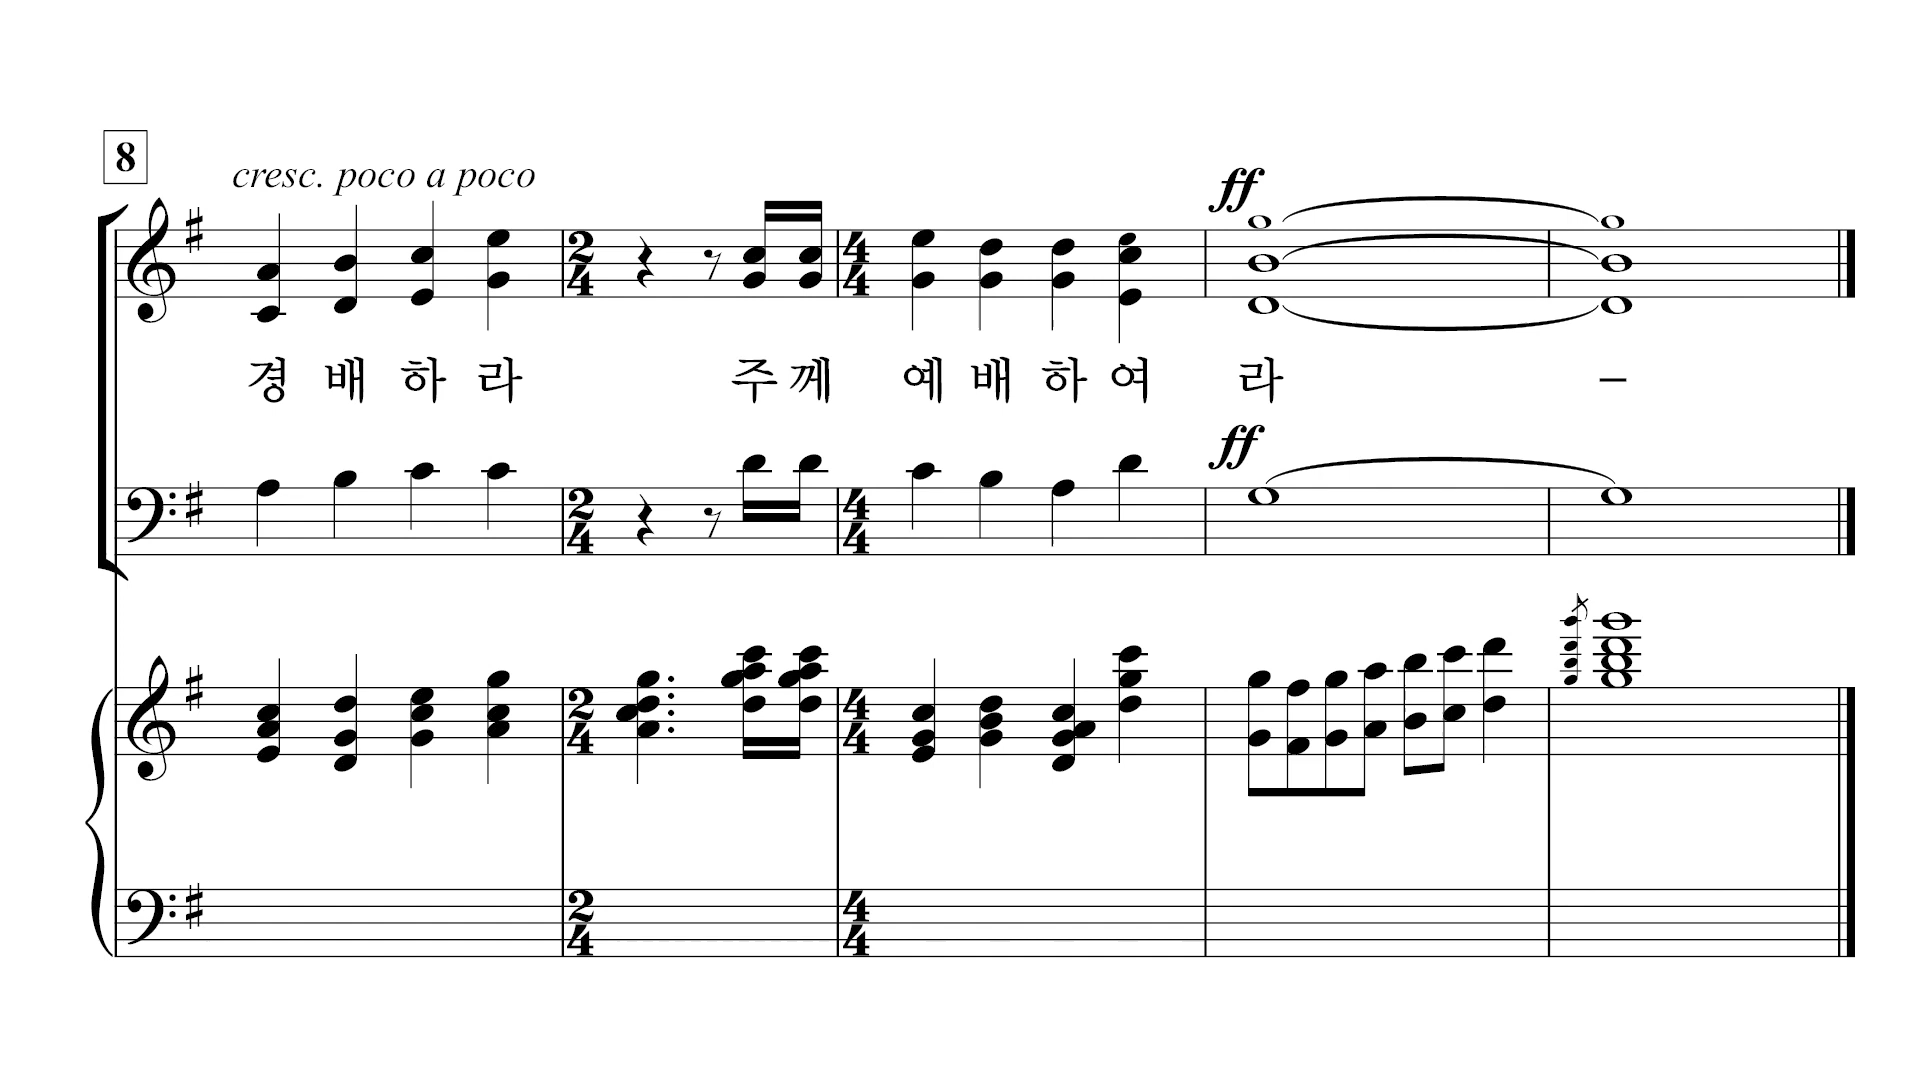 8
cresc. poco a poco
ff
경 배 하 라 주 께 예 배 하 여 라 –
ff